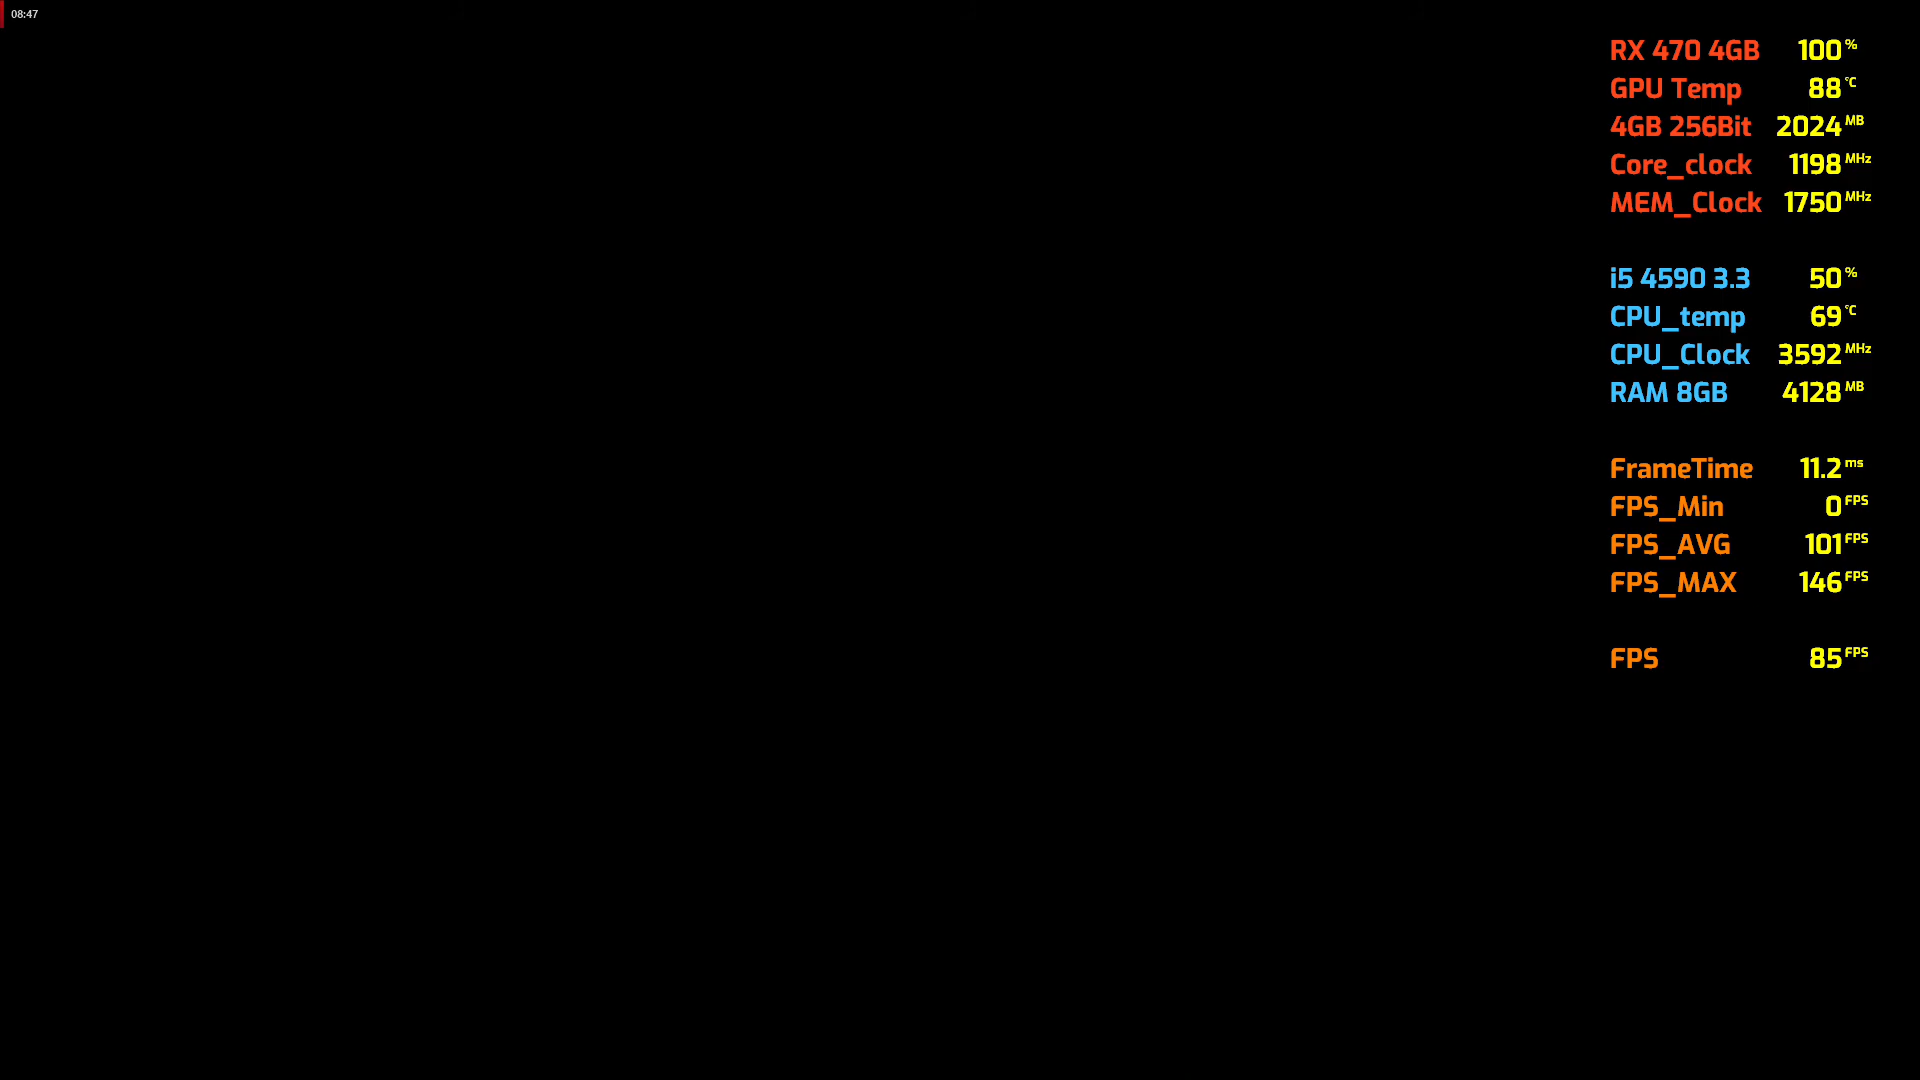 08:47
RX 470 4GB 100 %
GPU Temp 88 °C
4GB 256Bit 2024 MB
Core_clock 1198 MHz
MEM_Clock 1750 MHz
i5 4590 3.3 50 %
CPU_temp 69 °C
CPU_Clock 3592 MHz
RAM 8GB 4128 MB
FrameTime 11.2 ms
FPS_Min 0 FPS
FPS_AVG 101 FPS
FPS_MAX 146 FPS
FPS 85 FPS